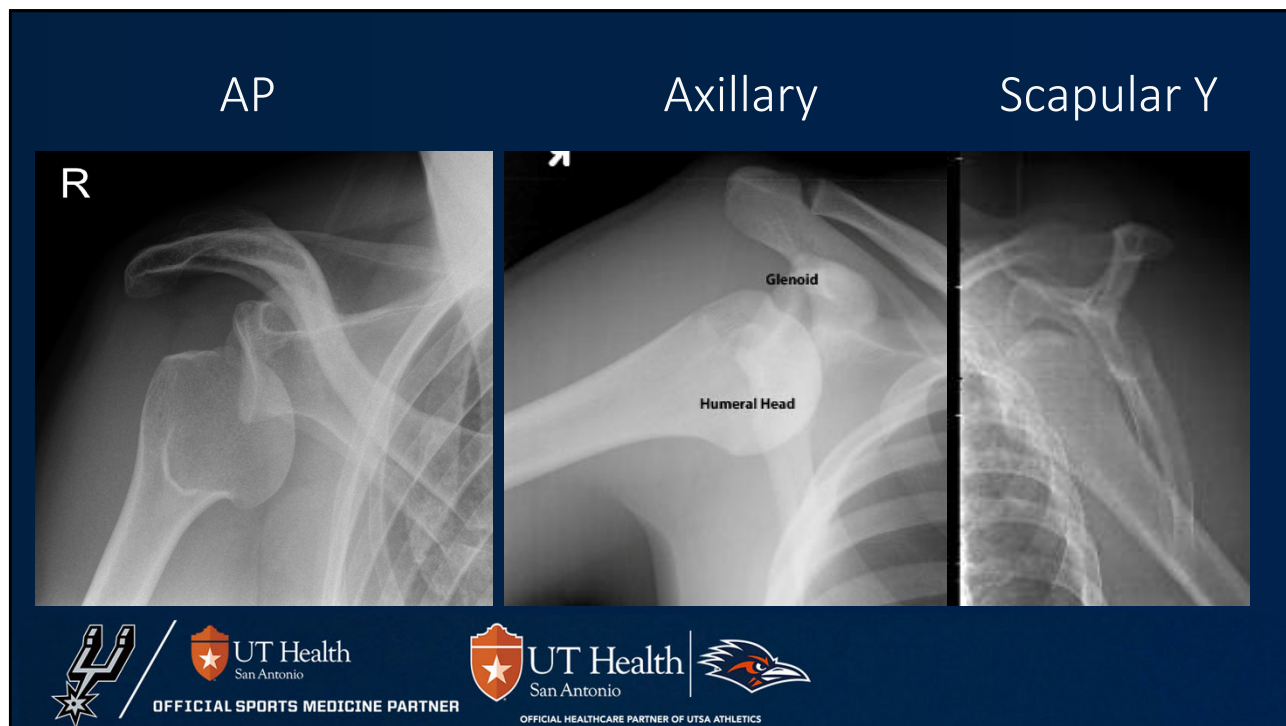 AP
Axillary
Scapular Y
R
Glenoid
Humeral Head
UT Health
San Antonio
OFFICIAL SPORTS MEDICINE PARTNER
UT Health
San Antonio
OFFICIAL HEALTHCARE PARTNER OF UTSA ATHLETICS